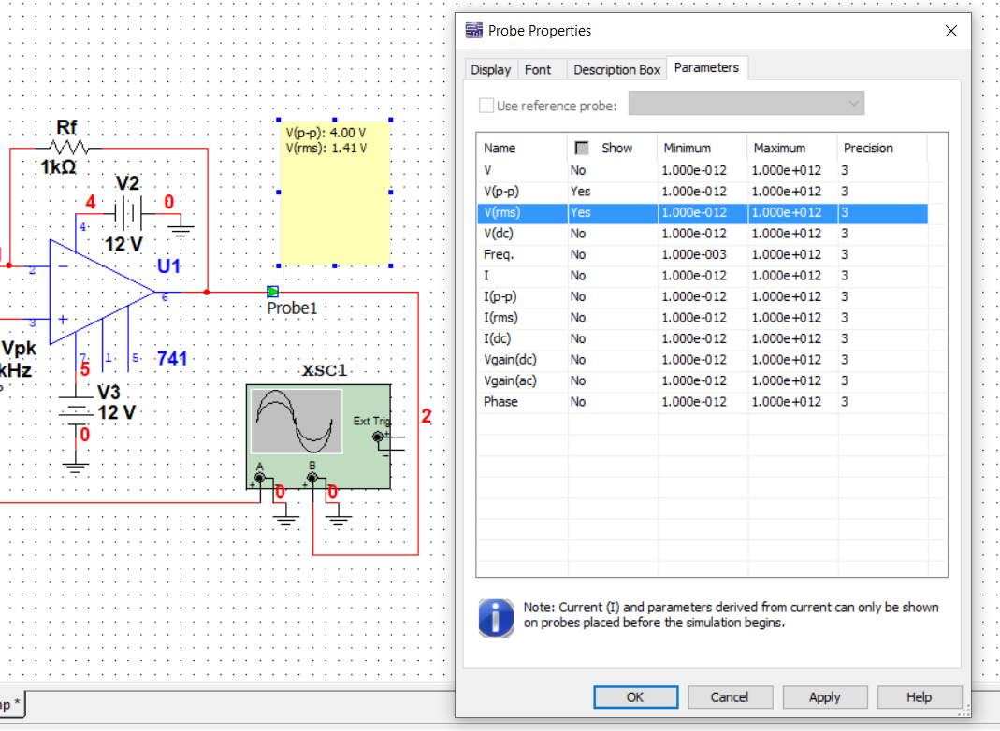 Probe Properties
Display Font Description Box Parameters
Use reference probe:
Name Show Minimum Maximum Precision
V No 1.000e-012 1.000e+012 3
V(p-p) Yes 1.000e-012 1.000e+012 3
V(rms) Yes 1.000e-012 1.000e+012 3
V(dc) No 1.000e-012 1.000e+012 3
Freq. No 1.000e-003 1.000e+012 3
I No 1.000e-012 1.000e+012 3
I(p-p) No 1.000e-012 1.000e+012 3
I(rms) No 1.000e-012 1.000e+012 3
I(dc) No 1.000e-012 1.000e+012 3
Vgain(dc) No 1.000e-012 1.000e+012 3
Vgain(ac) No 1.000e-012 1.000e+012 3
Phase No 1.000e-012 1.000e+012 3
Note: Current (I) and parameters derived from current can only be shown
on probes placed before the simulation begins.
OK Cancel Apply Help
Rf
1kΩ
V(p-p): 4.00 V
V(rms): 1.41 V
V2
4 0
4
12 V
U1
2
6
Probe1
3
Vpk
kHz
7 1 5 741
5
V3
12 V
0
XSC1
Ext Trig
+
A B
+ +
0 0
2
mp *